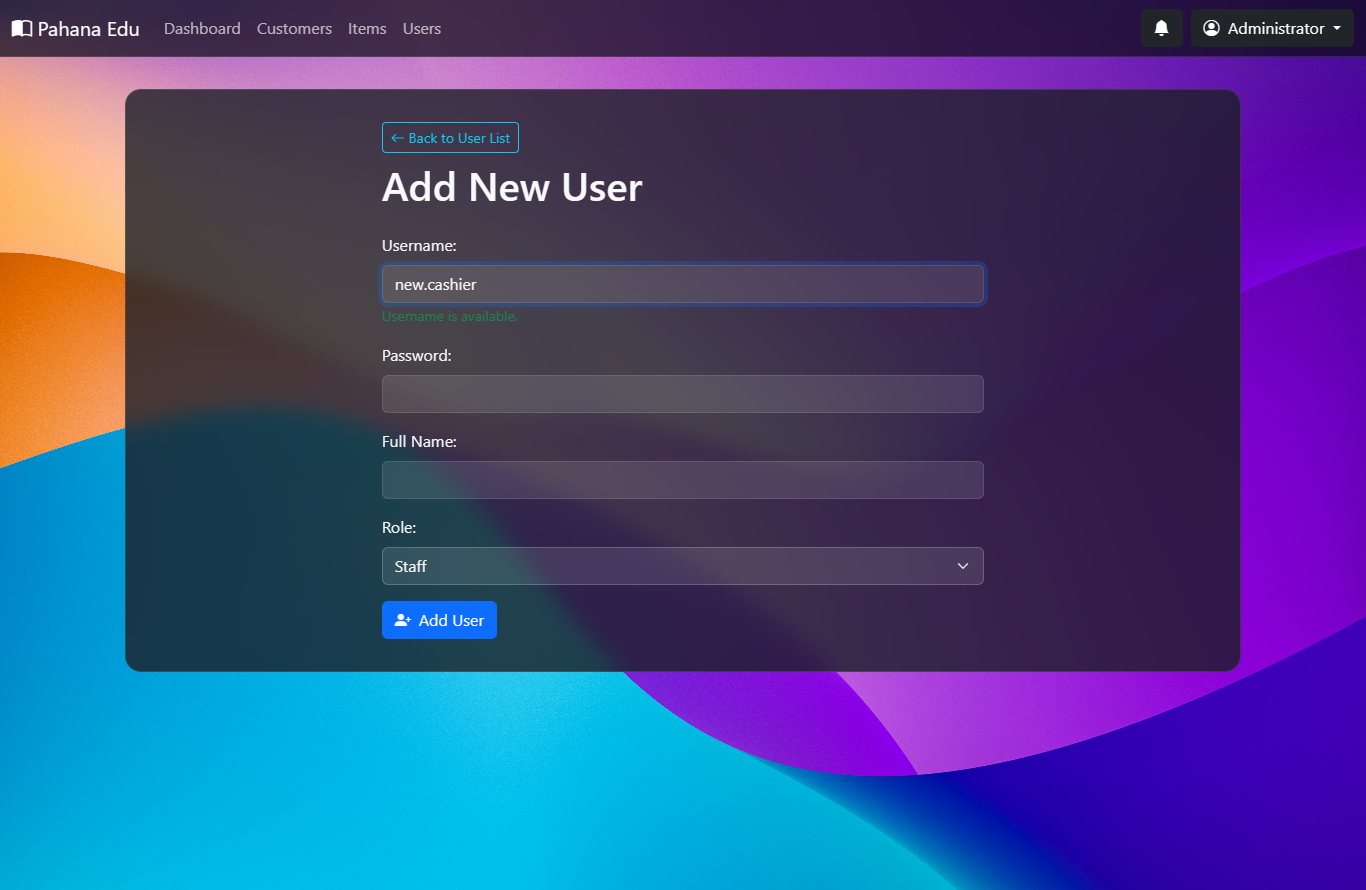 Pahana Edu Dashboard Customers Items Users Administrator
Back to User List
Add New User
Username:
new.cashier
Username is available.
Password:
Full Name:
Role:
Staff
Add User